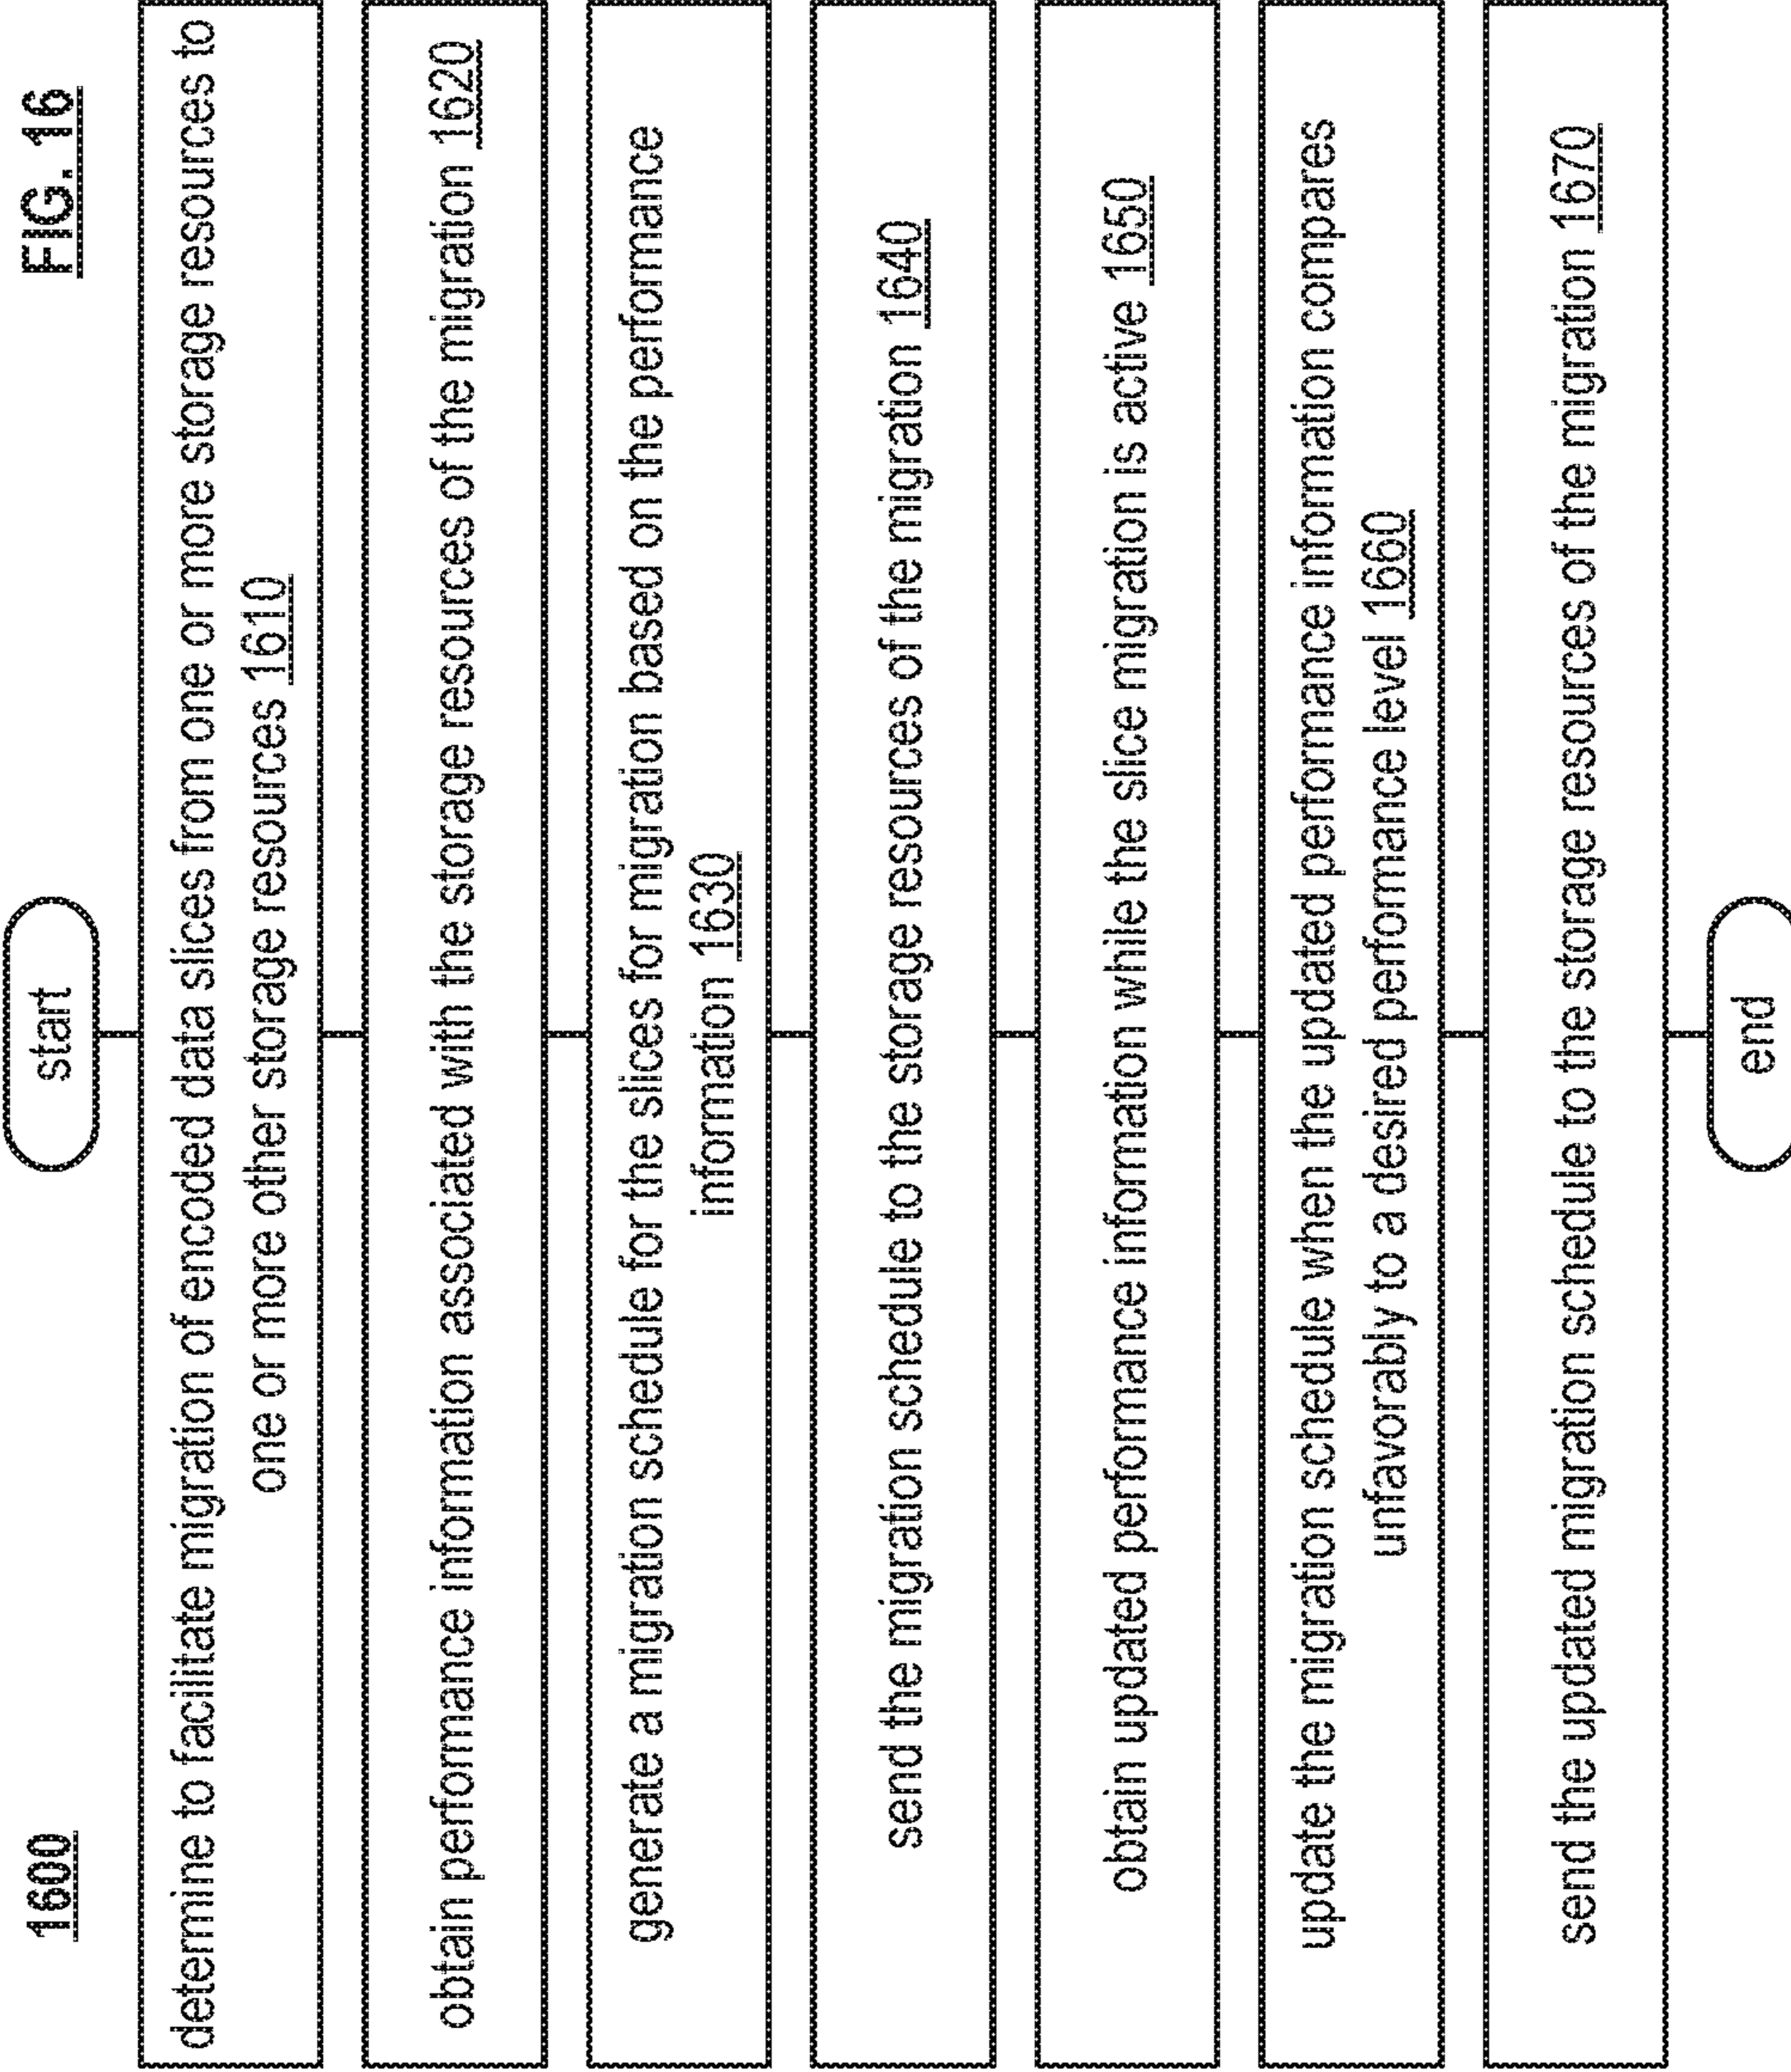 1600
FIG. 16
start
determine to facilitate migration of encoded data slices from one or more storage resources to
one or more other storage resources 1610
obtain performance information associated with the storage resources of the migration 1620
generate a migration schedule for the slices for migration based on the performance
information 1630
send the migration schedule to the storage resources of the migration 1640
obtain updated performance information while the slice migration is active 1650
update the migration schedule when the updated performance information compares
unfavorably to a desired performance level 1660
send the updated migration schedule to the storage resources of the migration 1670
end